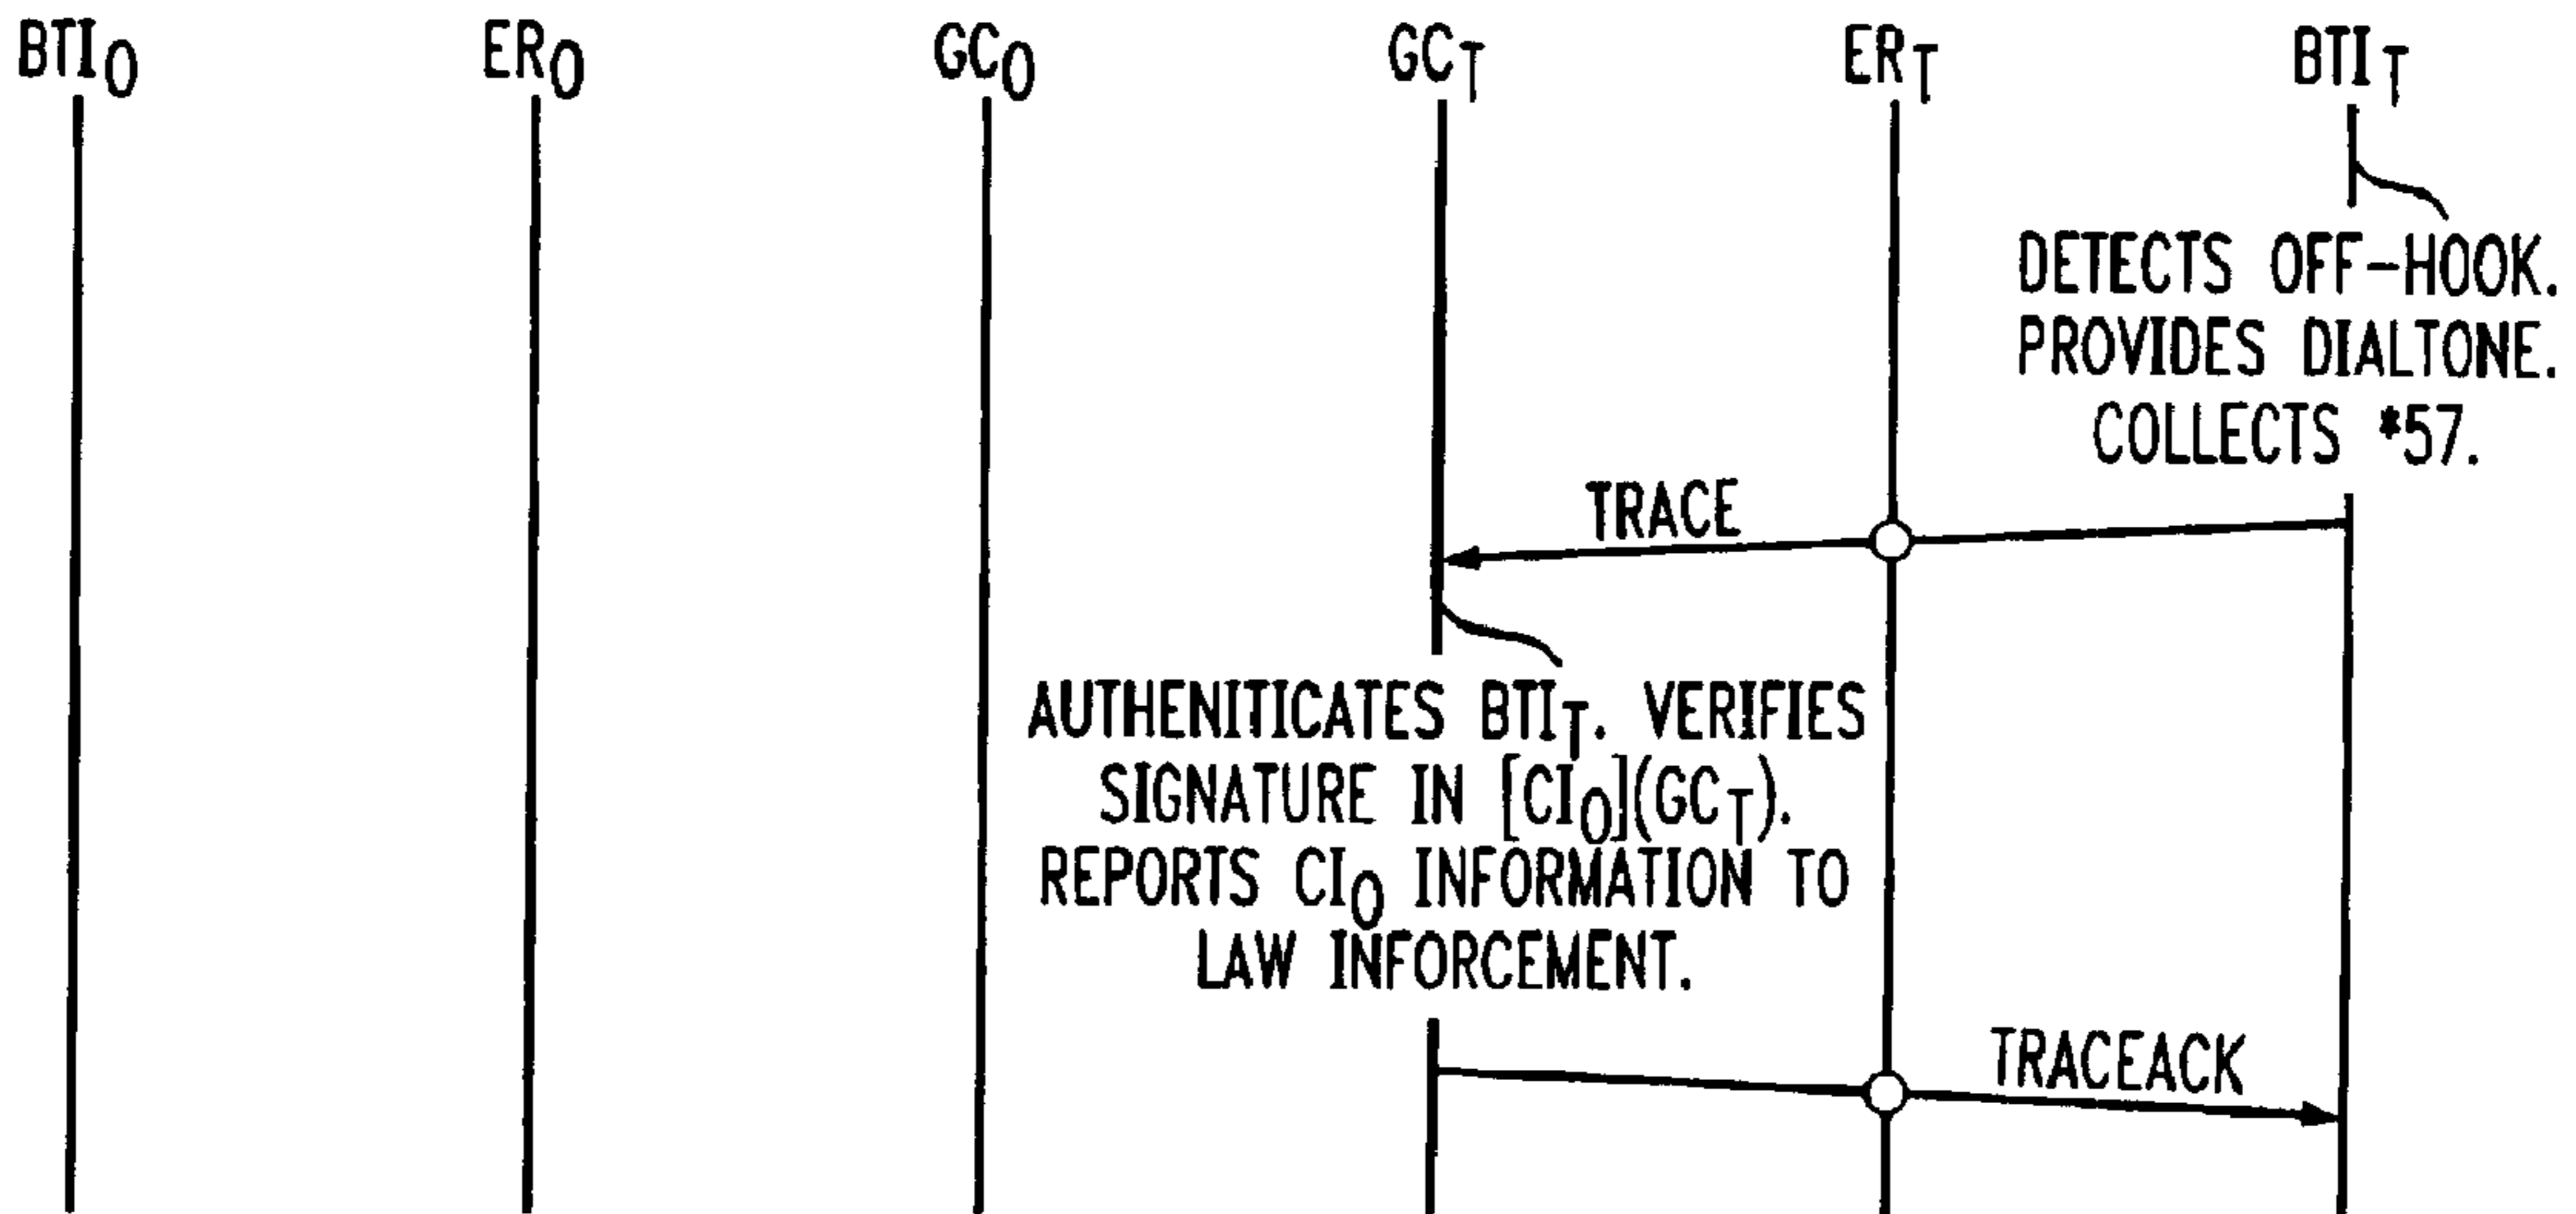 BTIO ERO GCO GCT ERT BTIT
DETECTS OFF-HOOK.
PROVIDES DIALTONE.
COLLECTS *57.
TRACE
AUTHENITICATES BTIT. VERIFIES
SIGNATURE IN [CIO](GCT).
REPORTS CIO INFORMATION TO
LAW INFORCEMENT.
TRACEACK